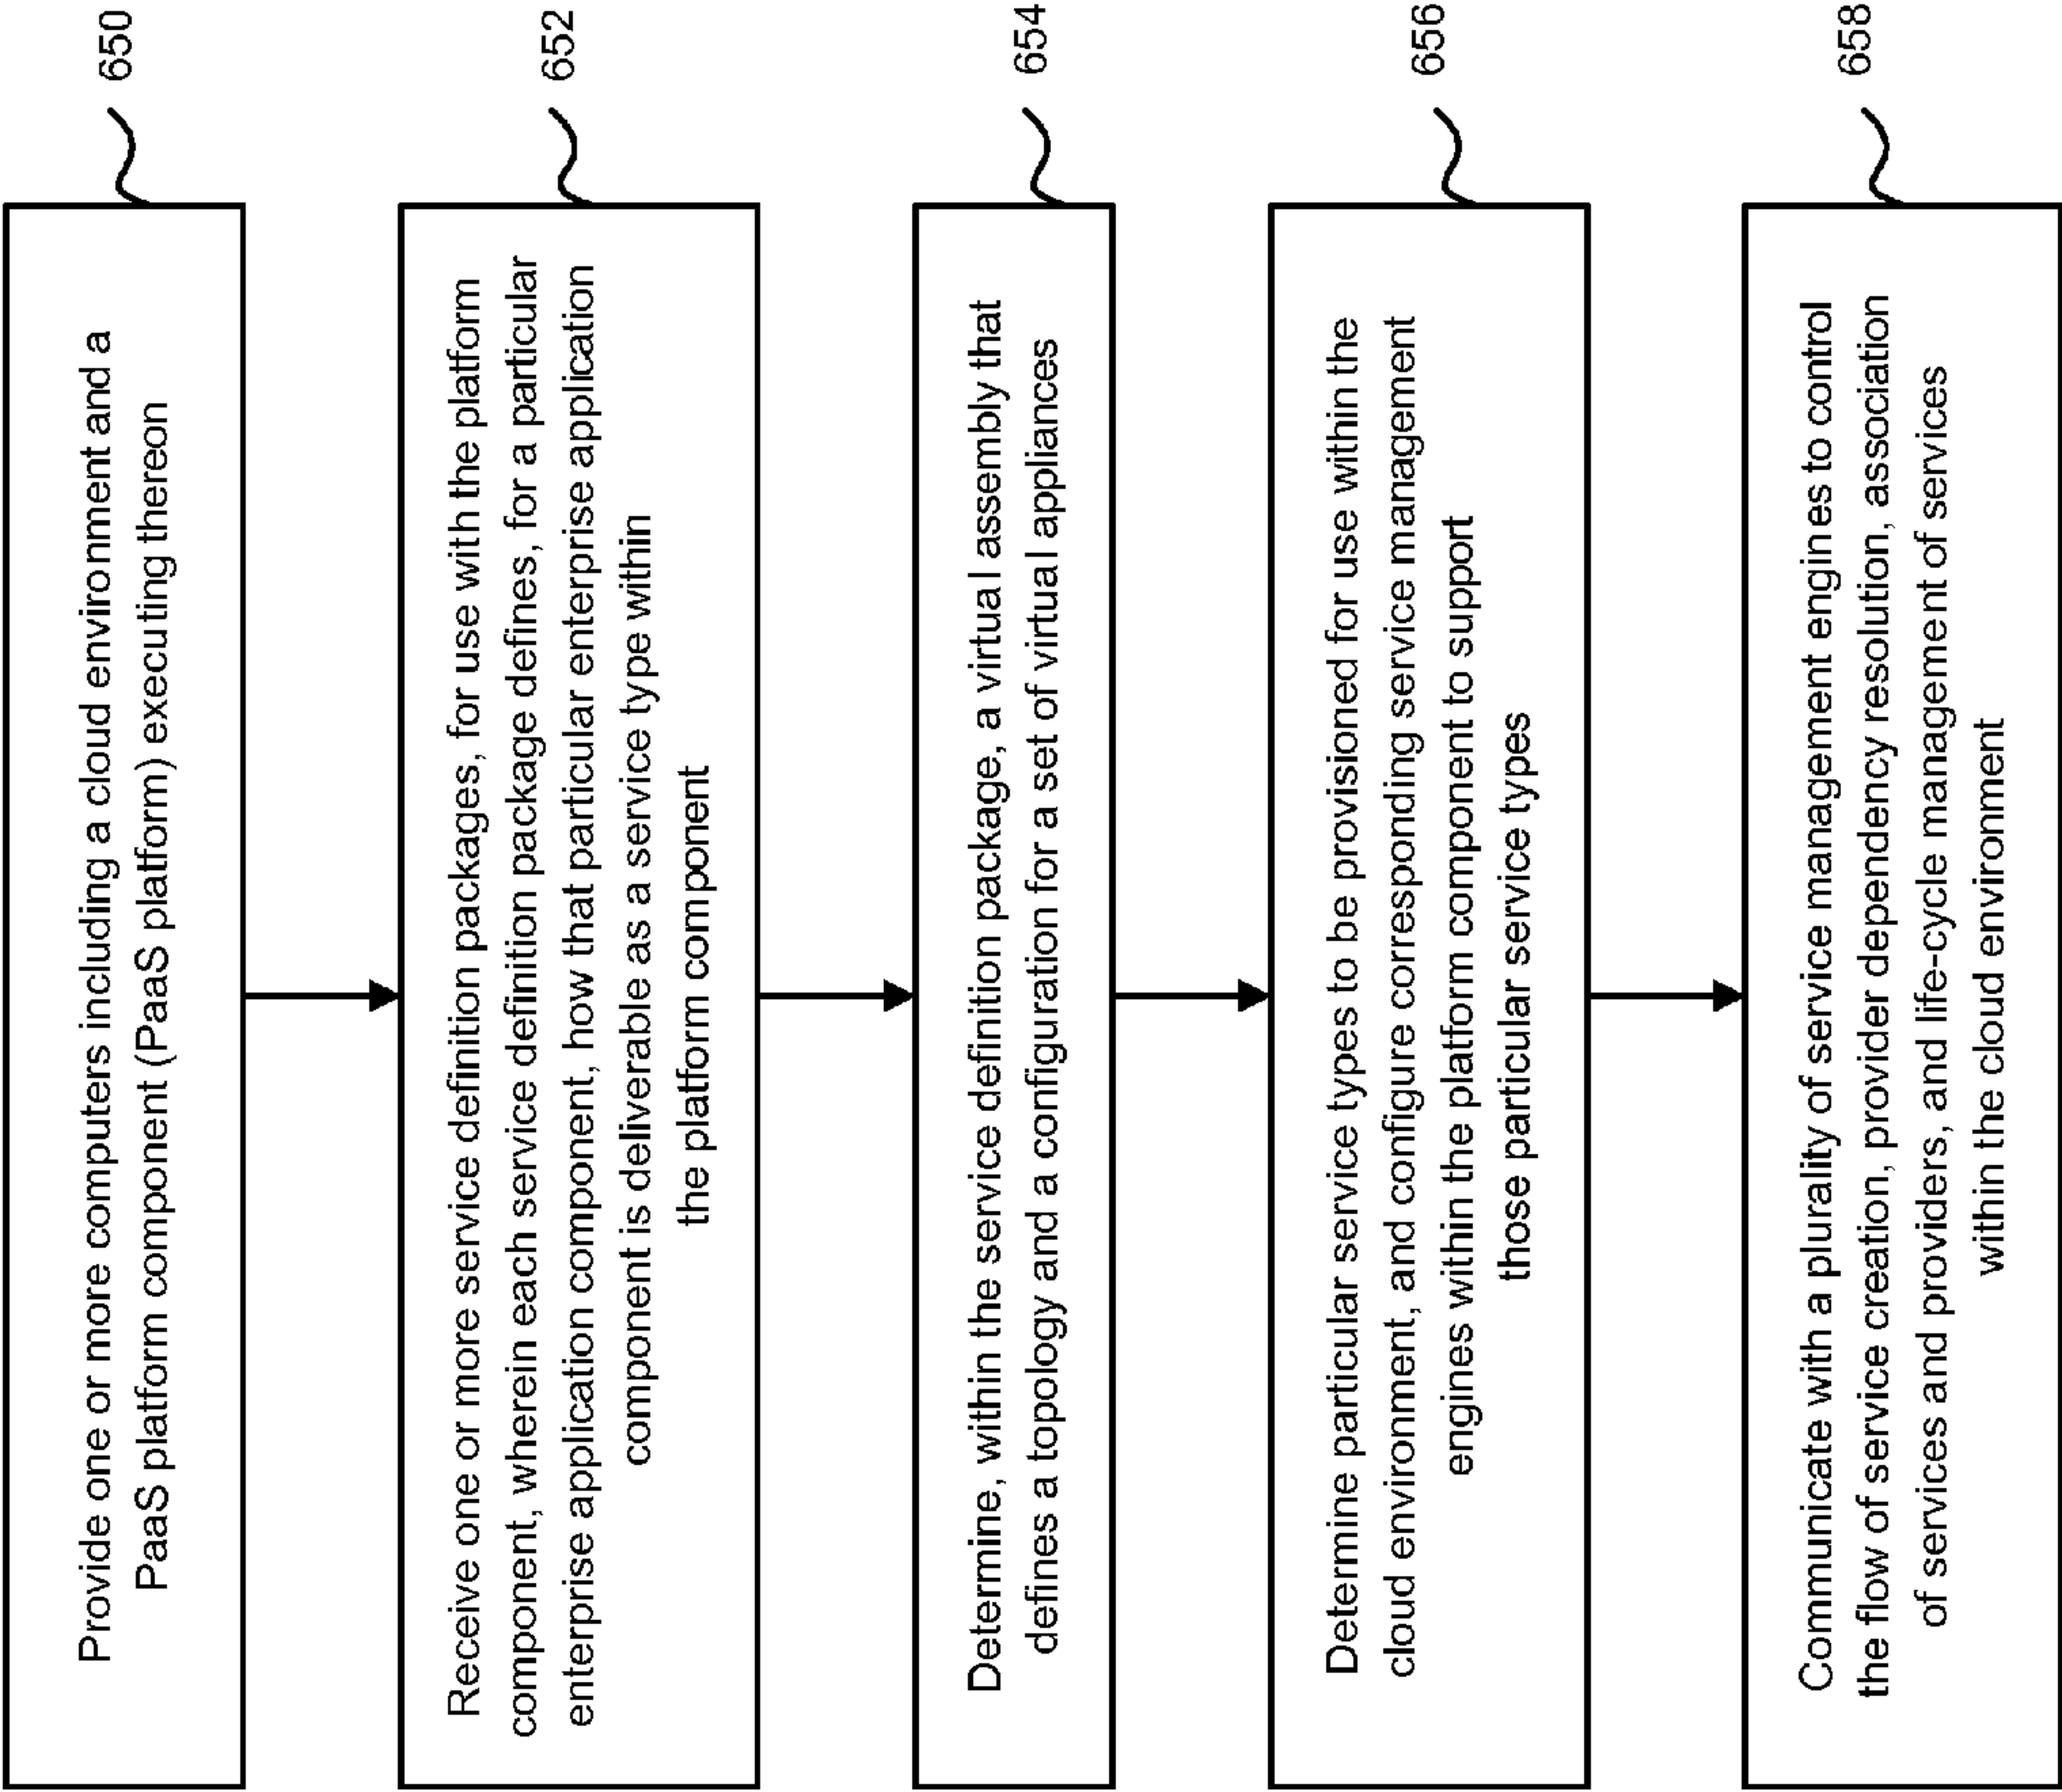 Provide one or more computers including a cloud environment and a
PaaS platform component (PaaS platform) executing thereon
650
Receive one or more service definition packages, for use with the platform
component, wherein each service definition package defines, for a particular
enterprise application component, how that particular enterprise application
component is deliverable as a service type within
the platform component
652
Determine, within the service definition package, a virtual assembly that
defines a topology and a configuration for a set of virtual appliances
654
Determine particular service types to be provisioned for use within the
cloud environment, and configure corresponding service management
engines within the platform component to support
those particular service types
656
Communicate with a plurality of service management engines to control
the flow of service creation, provider dependency resolution, association
of services and providers, and life-cycle management of services
within the cloud environment
658